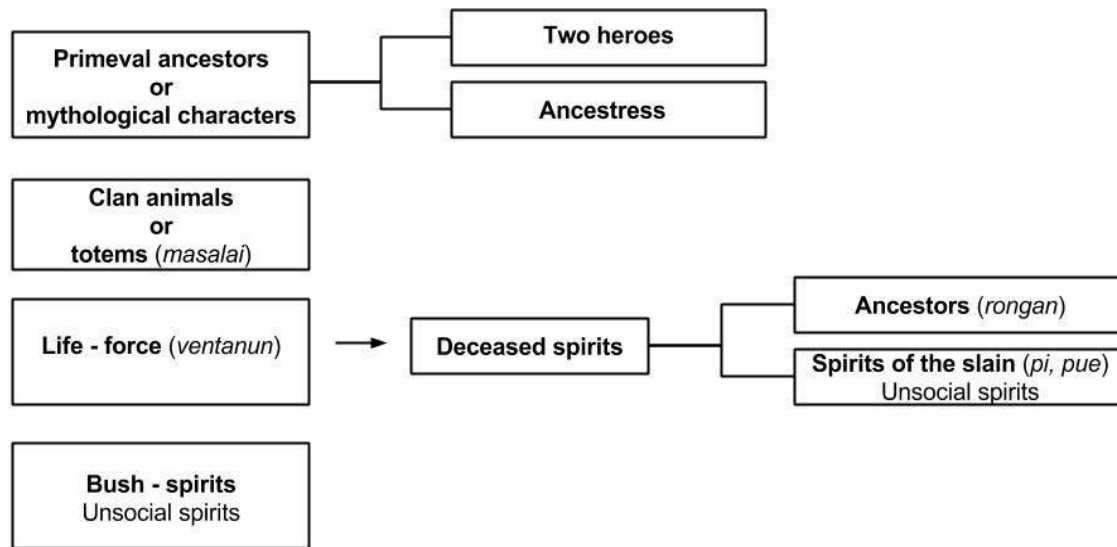 Primeval ancestors
or
mythological characters
Two heroes
Ancestress
Clan animals
or
totems (masalai)
Life - force (ventanun)
Deceased spirits
Ancestors (rongan)
Spirits of the slain (pi, pue)
Unsocial spirits
Bush - spirits
Unsocial spirits